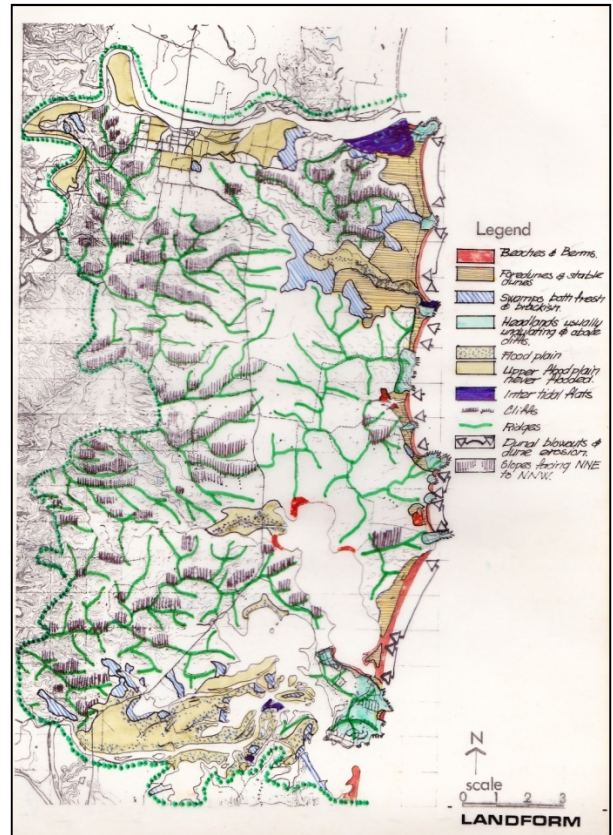 Legend
Beaches & Berms.
Foredunes & stable
dunes
Swamps both fresh
& brackish.
Headlands usually
undulating & above
cliffs.
Flood plain
Upper flood plain
never flooded.
Inter tidal flats
Cliffs
Ridges
Dunal blowouts &
dune erosion.
Slopes facing NNE
to NNW.
N
scale
0 1 2 3
LANDFORM